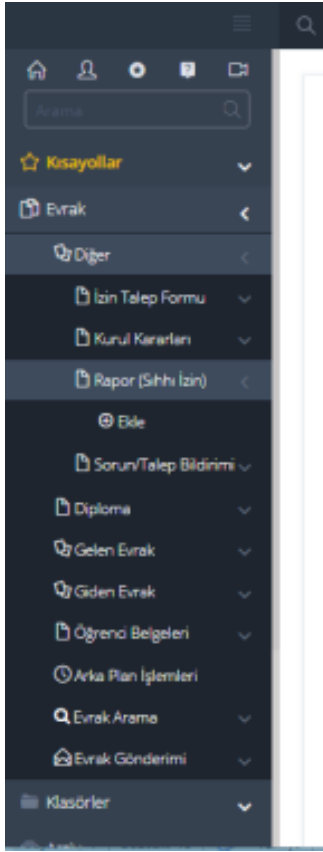 Arama
Kısayollar
Evrak
Diğer
İzin Talep Formu
Kurul Kararları
Rapor (Sıhhi İzin)
Ekle
Sorun/Talep Bildirimi
Diploma
Gelen Evrak
Giden Evrak
Öğrenci Belgeleri
Arka Plan İşlemleri
Evrak Arama
Evrak Gönderimi
Klasörler